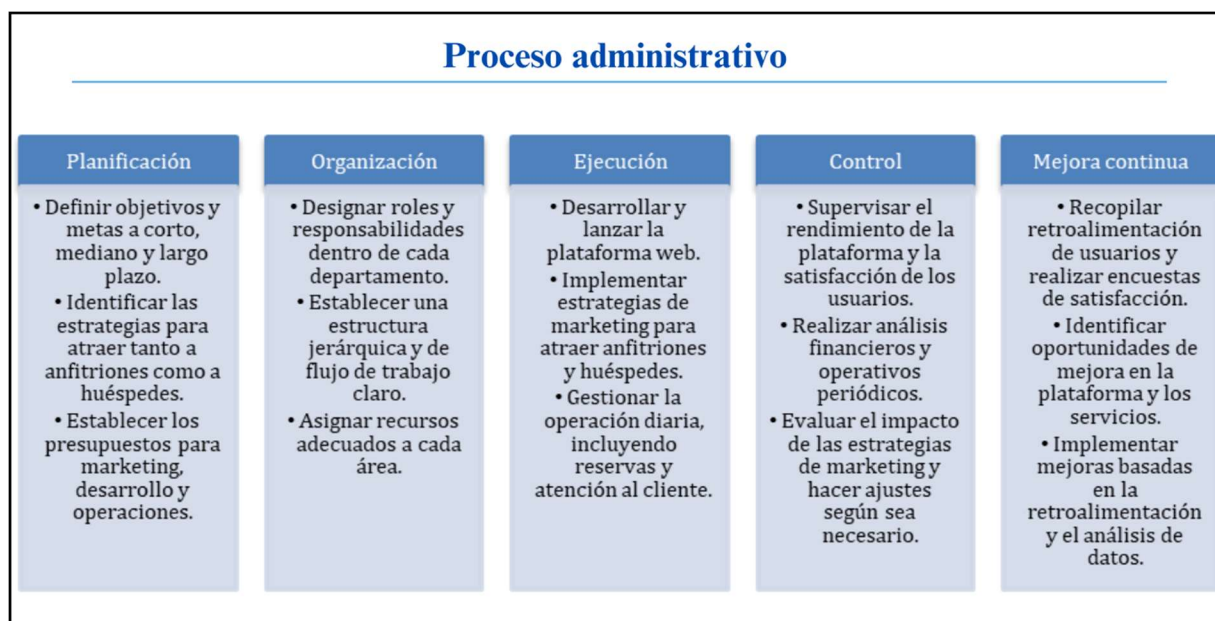 Proceso administrativo
Planificación
• Definir objetivos y
metas a corto,
mediano y largo
plazo.
• Identificar las
estrategias para
atraer tanto a
anfitriones como a
huéspedes.
• Establecer los
presupuestos para
marketing,
desarrollo y
operaciones.
Organización
• Designar roles y
responsabilidades
dentro de cada
departamento.
• Establecer una
estructura
jerárquica y de
flujo de trabajo
claro.
• Asignar recursos
adecuados a cada
área.
Ejecución
• Desarrollar y
lanzar la
plataforma web.
• Implementar
estrategias de
marketing para
atraer anfitriones
y huéspedes.
• Gestionar la
operación diaria,
incluyendo
reservas y
atención al cliente.
Control
• Supervisar el
rendimiento de la
plataforma y la
satisfacción de los
usuarios.
• Realizar análisis
financieros y
operativos
periódicos.
• Evaluar el impacto
de las estrategias
de marketing y
hacer ajustes
según sea
necesario.
Mejora continua
• Recopilar
retroalimentación
de usuarios y
realizar encuestas
de satisfacción.
• Identificar
oportunidades de
mejora en la
plataforma y los
servicios.
• Implementar
mejoras basadas
en la
retroalimentación
y el análisis de
datos.